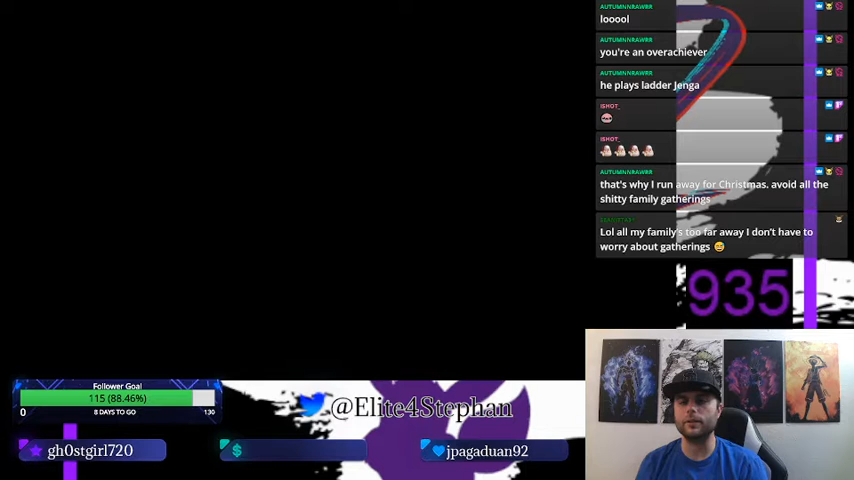 AUTUMNNRAWRR
looool
AUTUMNNRAWRR
you're an overachiever
AUTUMNNRAWRR
he plays ladder Jenga
ISHOT_
ISHOT_
AUTUMNNRAWRR
that's why I run away for Christmas. avoid all the
shitty family gatherings
Lol all my family's too far away I don't have to
worry about gatherings
935
Follower Goal
115 (88.46%)
0
8 DAYS TO GO
130
@Elite4Stephan
gh0stgirl720
$
jpagaduan92